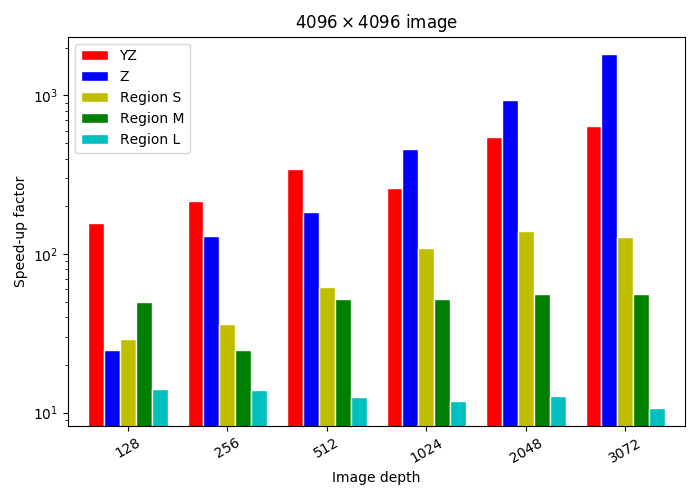 4096 × 4096 image
YZ
Z
Region S
Region M
Region L
Speed-up factor
10³
10²
10¹
128
256
512
1024
2048
3072
Image depth